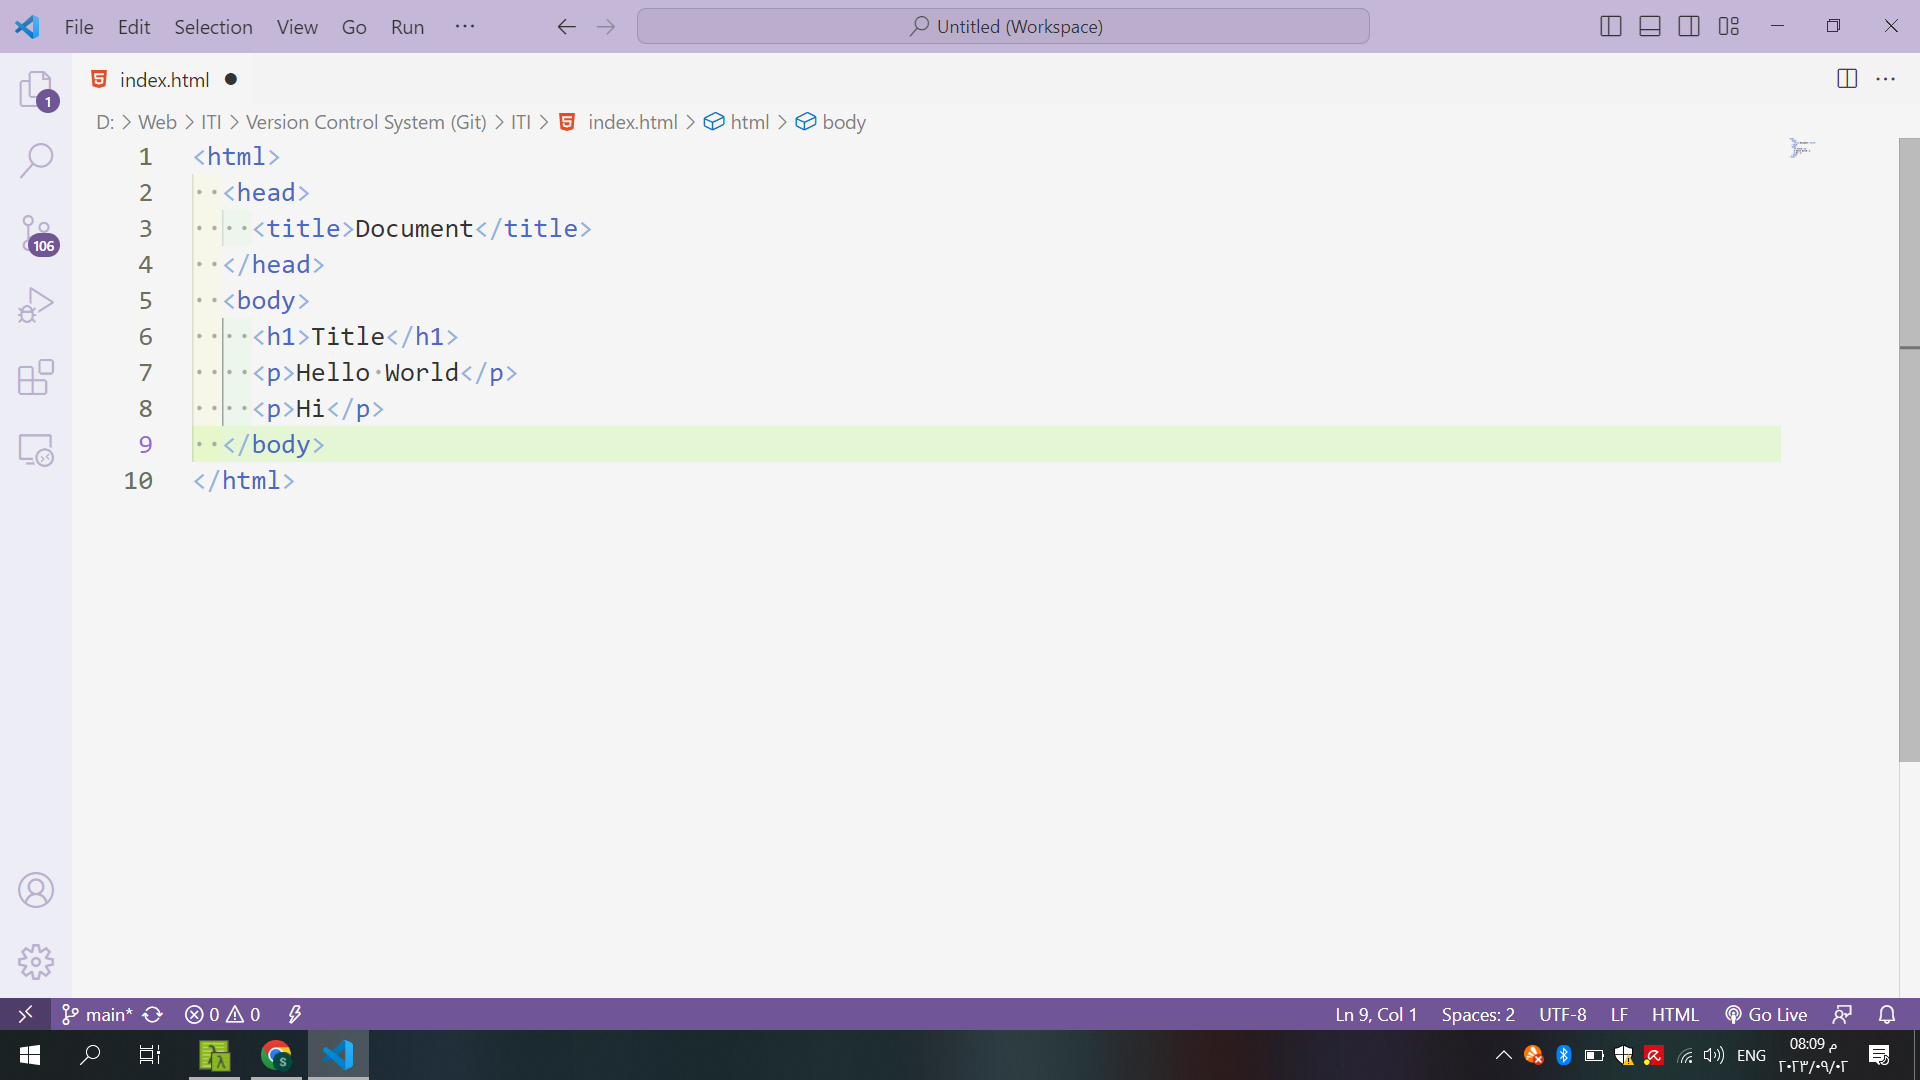 File Edit Selection View Go Run ··· Untitled (Workspace)
index.html
D: > Web > ITI > Version Control System (Git) > ITI > index.html > html > body
1 <html>
2 ··<head>
3 ····<title>Document</title>
4 ··</head>
5 ··<body>
6 ····<h1>Title</h1>
7 ····<p>Hello·World</p>
8 ····<p>Hi</p>
9 ··</body>
10 </html>
1
106
main* 0 0 Ln 9, Col 1 Spaces: 2 UTF-8 LF HTML Go Live
ENG
08:09 م
٢٠٢٣/٠٩/٠٢